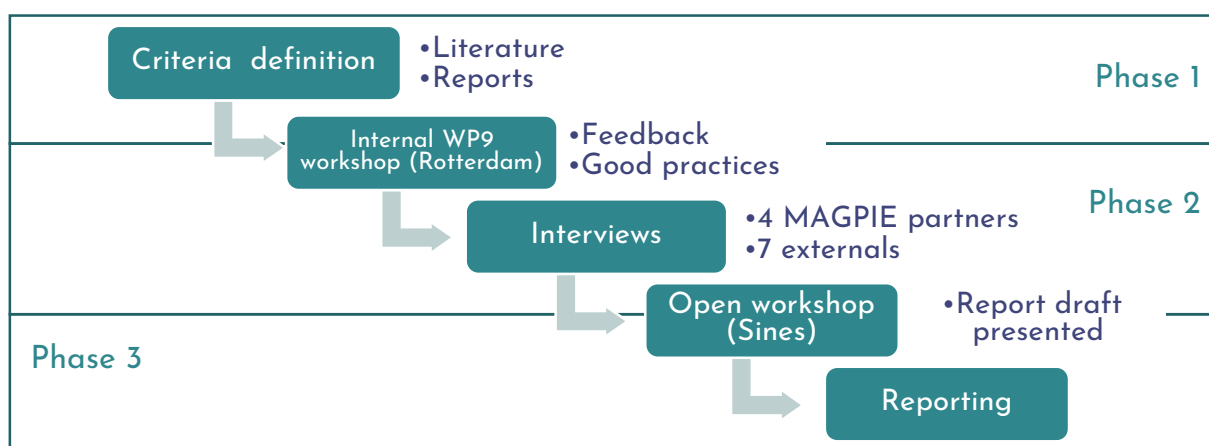 Criteria definition
•Literature
•Reports
Phase 1
Internal WP9
workshop (Rotterdam)
•Feedback
•Good practices
Phase 2
Interviews
•4 MAGPIE partners
•7 externals
Open workshop
(Sines)
•Report draft
presented
Phase 3
Reporting